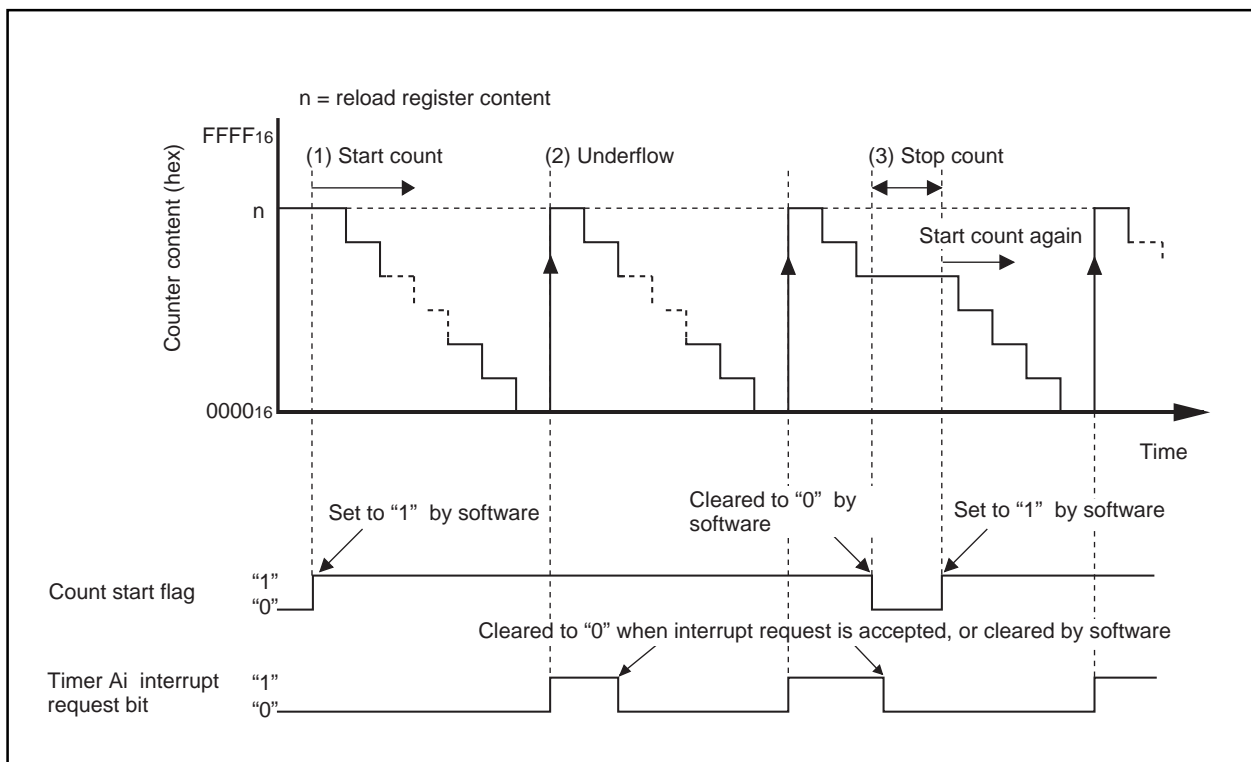 n = reload register content
FFFF16
Counter content (hex)
(1) Start count
(2) Underflow
(3) Stop count
n
Start count again
000016
Time
Set to “1” by software
Cleared to “0” by
software
Set to “1” by software
Count start flag
“1”
“0”
Cleared to “0” when interrupt request is accepted, or cleared by software
Timer Ai interrupt
request bit
“1”
“0”